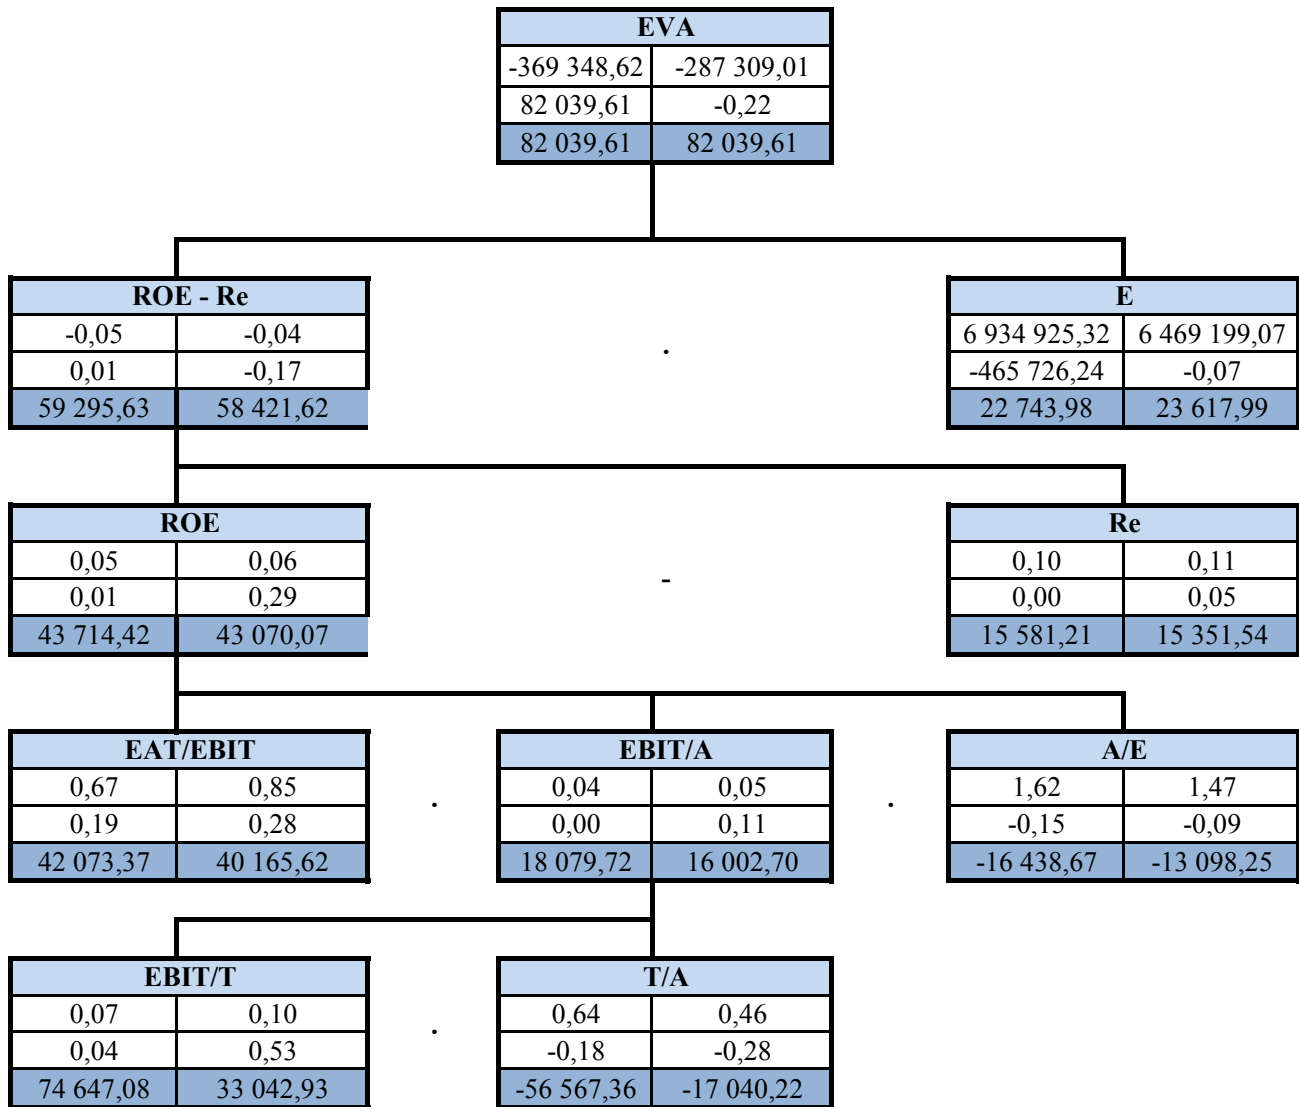 EVA
-369 348,62 -287 309,01
82 039,61 -0,22
82 039,61 82 039,61
ROE - Re
-0,05 -0,04
0,01 -0,17
59 295,63 58 421,62
.
E
6 934 925,32 6 469 199,07
-465 726,24 -0,07
22 743,98 23 617,99
ROE
0,05 0,06
0,01 0,29
43 714,42 43 070,07
-
Re
0,10 0,11
0,00 0,05
15 581,21 15 351,54
EAT/EBIT
0,67 0,85
0,19 0,28
42 073,37 40 165,62
.
EBIT/A
0,04 0,05
0,00 0,11
18 079,72 16 002,70
.
A/E
1,62 1,47
-0,15 -0,09
-16 438,67 -13 098,25
EBIT/T
0,07 0,10
0,04 0,53
74 647,08 33 042,93
.
T/A
0,64 0,46
-0,18 -0,28
-56 567,36 -17 040,22